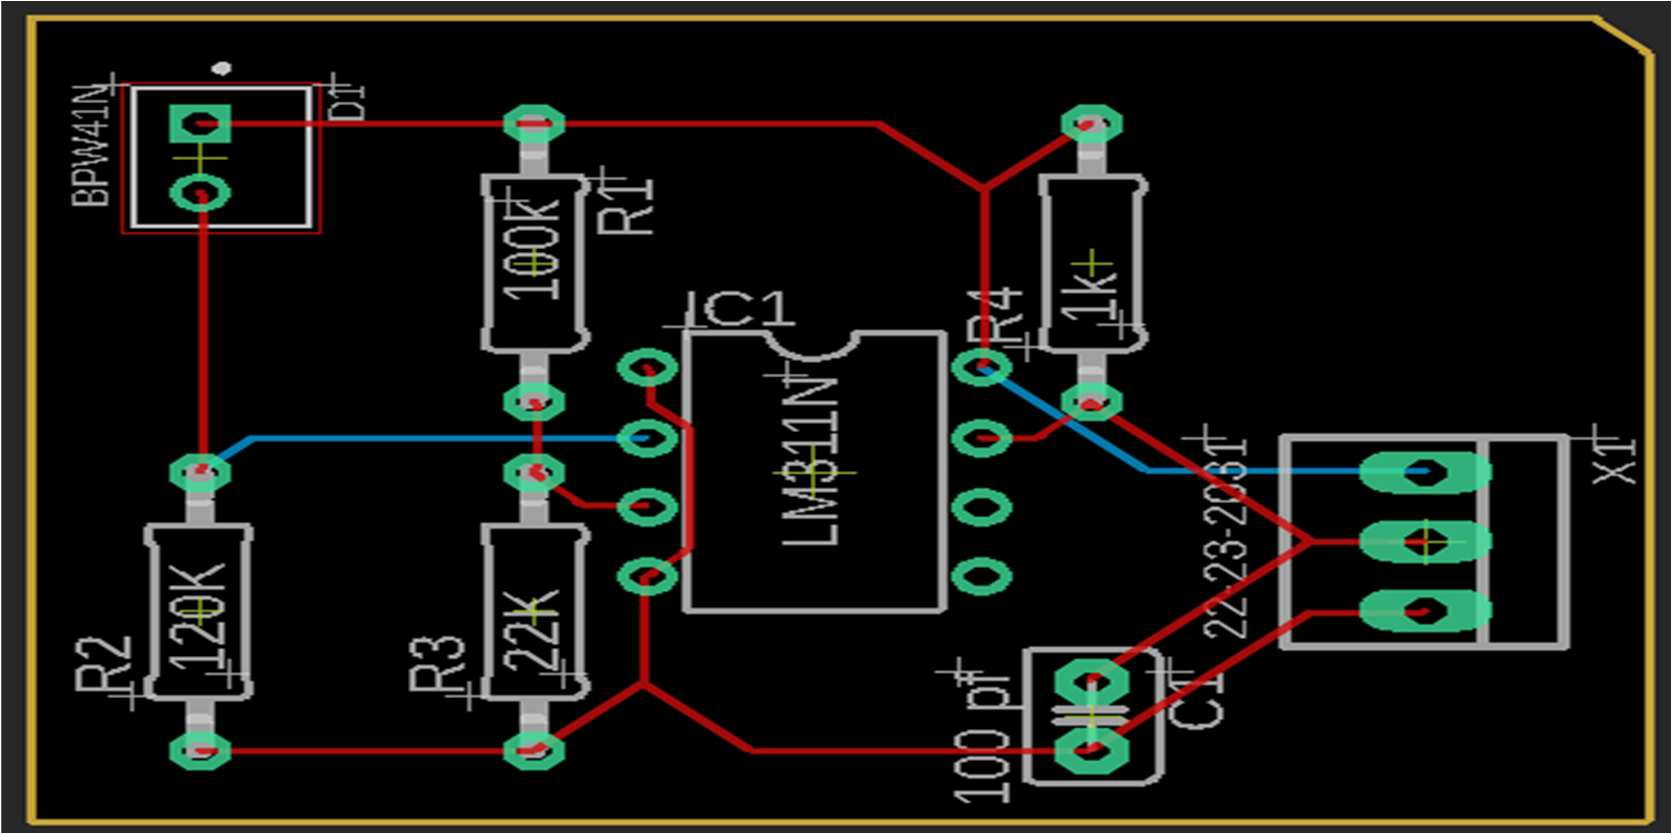 BPW41N
D1
100K
R1
IC1
LM311N
R4
1k
22-23-2031
X1
R2
120K
R3
22K
100 pf
C1